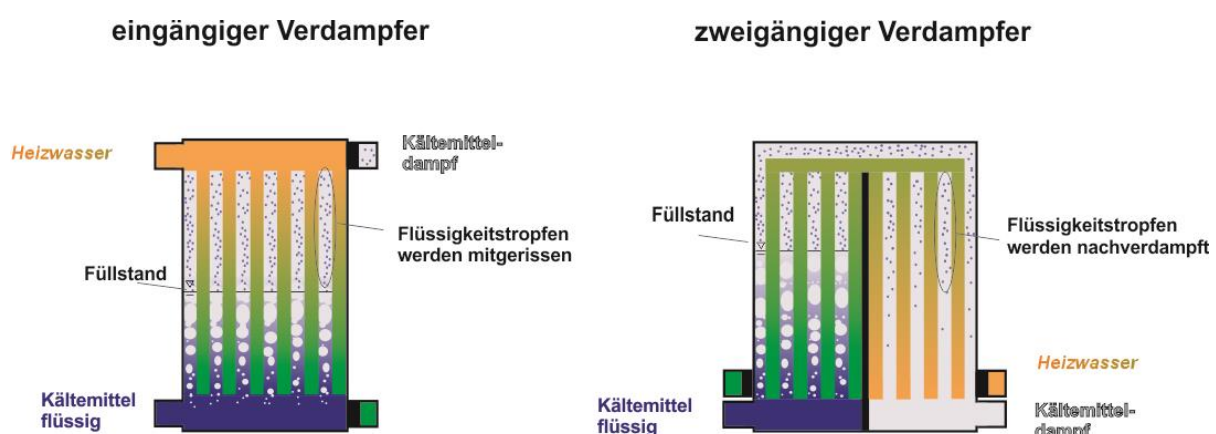 eingängiger Verdampfer
Heizwasser
Kältemittel-
dampf
Füllstand
Flüssigkeitstropfen
werden mitgerissen
Kältemittel
flüssig
zweigängiger Verdampfer
Füllstand
Flüssigkeitstropfen
werden nachverdampft
Heizwasser
Kältemittel
flüssig
Kältemittel-
dampf